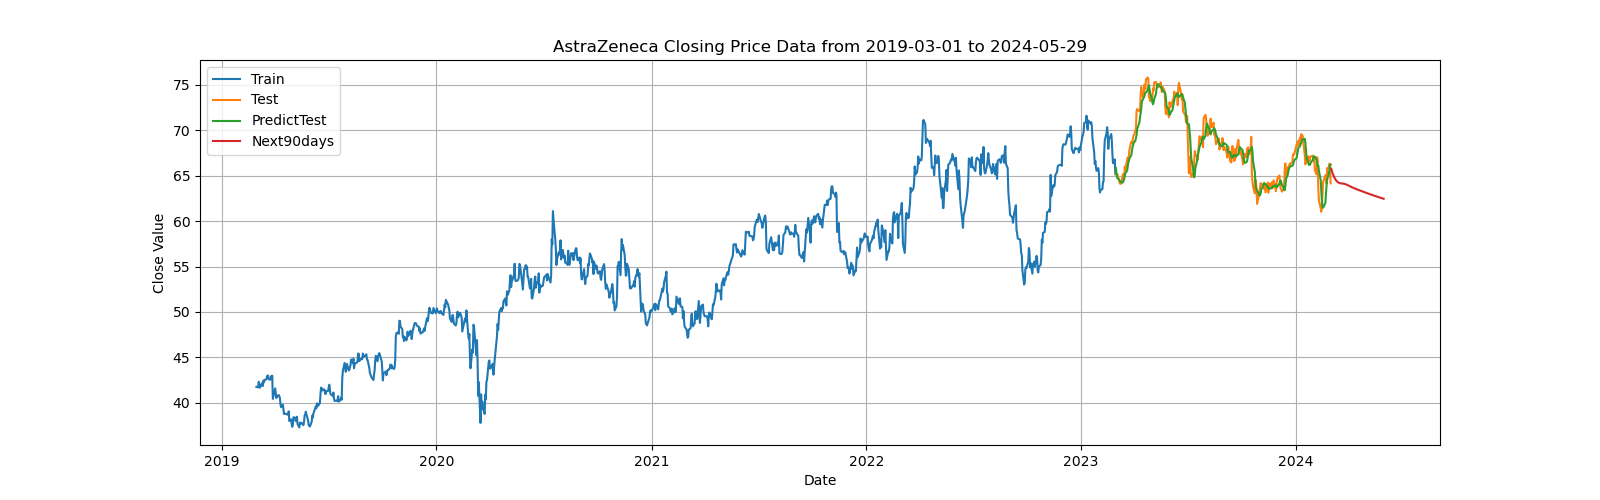 AstraZeneca Closing Price Data from 2019-03-01 to 2024-05-29
Train
Test
PredictTest
Next90days
75
70
65
60
55
50
45
40
Close Value
2019 2020 2021 2022 2023 2024
Date